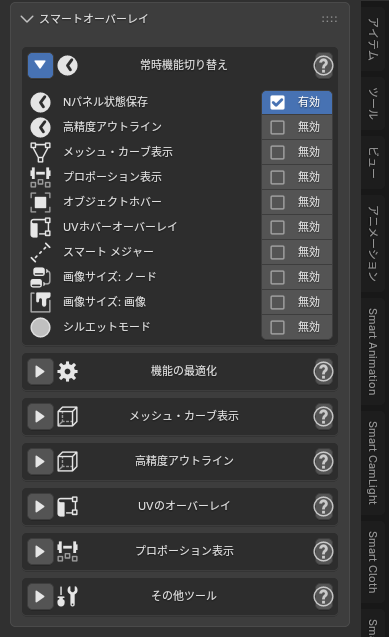 スマートオーバーレイ
常時機能切り替え
Nパネル状態保存 有効
高精度アウトライン 無効
メッシュ・カーブ表示 無効
プロポーション表示 無効
オブジェクトホバー 無効
UVホバーオーバーレイ 無効
スマート メジャー 無効
画像サイズ: ノード 無効
画像サイズ: 画像 無効
シルエットモード 無効
機能の最適化
メッシュ・カーブ表示
高精度アウトライン
UVのオーバーレイ
プロポーション表示
その他ツール
アイテム
ツール
ビュー
アニメーション
Smart Animation
Smart CamLight
Smart Cloth